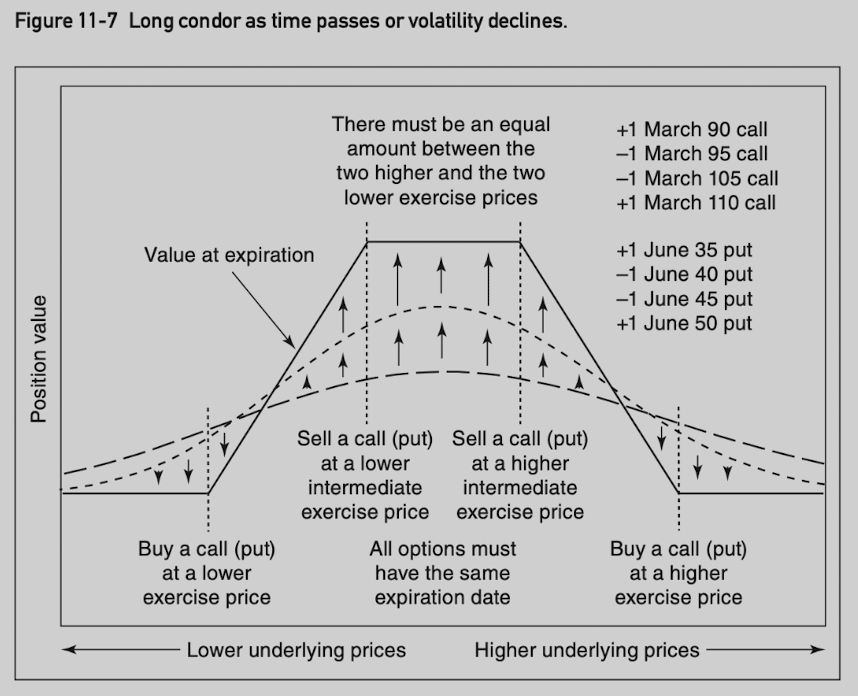 Figure 11-7 Long condor as time passes or volatility declines.
There must be an equal
amount between the
two higher and the two
lower exercise prices
+1 March 90 call
–1 March 95 call
–1 March 105 call
+1 March 110 call
Value at expiration
+1 June 35 put
–1 June 40 put
–1 June 45 put
+1 June 50 put
Position value
Sell a call (put)
at a lower
intermediate
exercise price
Sell a call (put)
at a higher
intermediate
exercise price
Buy a call (put)
at a lower
exercise price
All options must
have the same
expiration date
Buy a call (put)
at a higher
exercise price
Lower underlying prices
Higher underlying prices